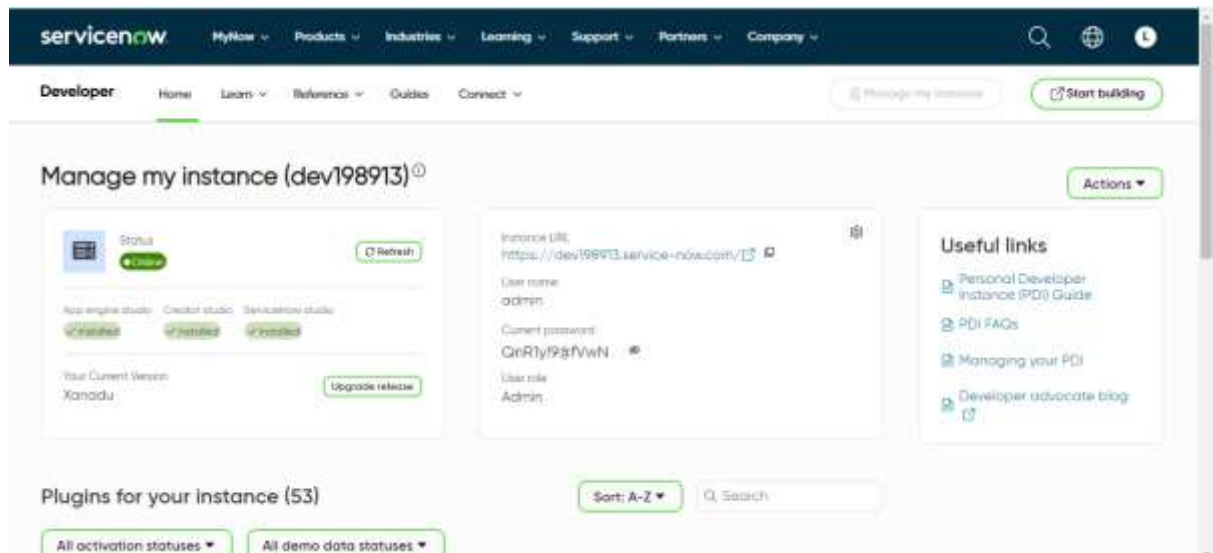 servicenow MyNow Products Industries Learning Support Partners Company L
Developer Home Learn Reference Guides Connect Manage my instance Start building
Manage my instance (dev198913)
Actions
Status
Online
Refresh
App engine studio Creator studio ServiceNow studio
Installed Installed Installed
Your Current Version
Xanadu
Upgrade release
Instance URL
https://dev198913.service-now.com/
User name
admin
Current password
User role
Admin
Useful links
Personal Developer
Instance (PDI) Guide
PDI FAQs
Managing your PDI
Developer advocate blog
Plugins for your instance (53)
Sort: A-Z Search
All activation statuses All demo data statuses